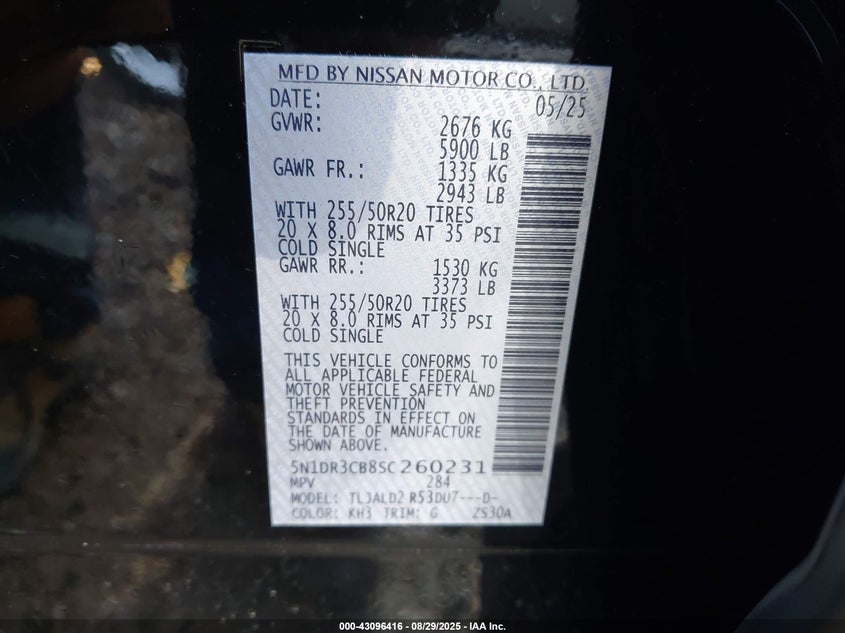 MFD BY NISSAN MOTOR CO., LTD.
DATE: 05/25
GVWR: 2676 KG
5900 LB
GAWR FR.: 1335 KG
2943 LB
WITH 255/50R20 TIRES
20 X 8.0 RIMS AT 35 PSI
COLD SINGLE
GAWR RR.: 1530 KG
3373 LB
WITH 255/50R20 TIRES
20 X 8.0 RIMS AT 35 PSI
COLD SINGLE
THIS VEHICLE CONFORMS TO
ALL APPLICABLE FEDERAL
MOTOR VEHICLE SAFETY AND
THEFT PREVENTION
STANDARDS IN EFFECT ON
THE DATE OF MANUFACTURE
SHOWN ABOVE.
5N1DR3CB8SC260231
MPV 284
MODEL: TLJALD2 R53DU7---D-
COLOR: KH3 TRIM: G ZS30A
000-43096416 - 08/29/2025 - IAA Inc.